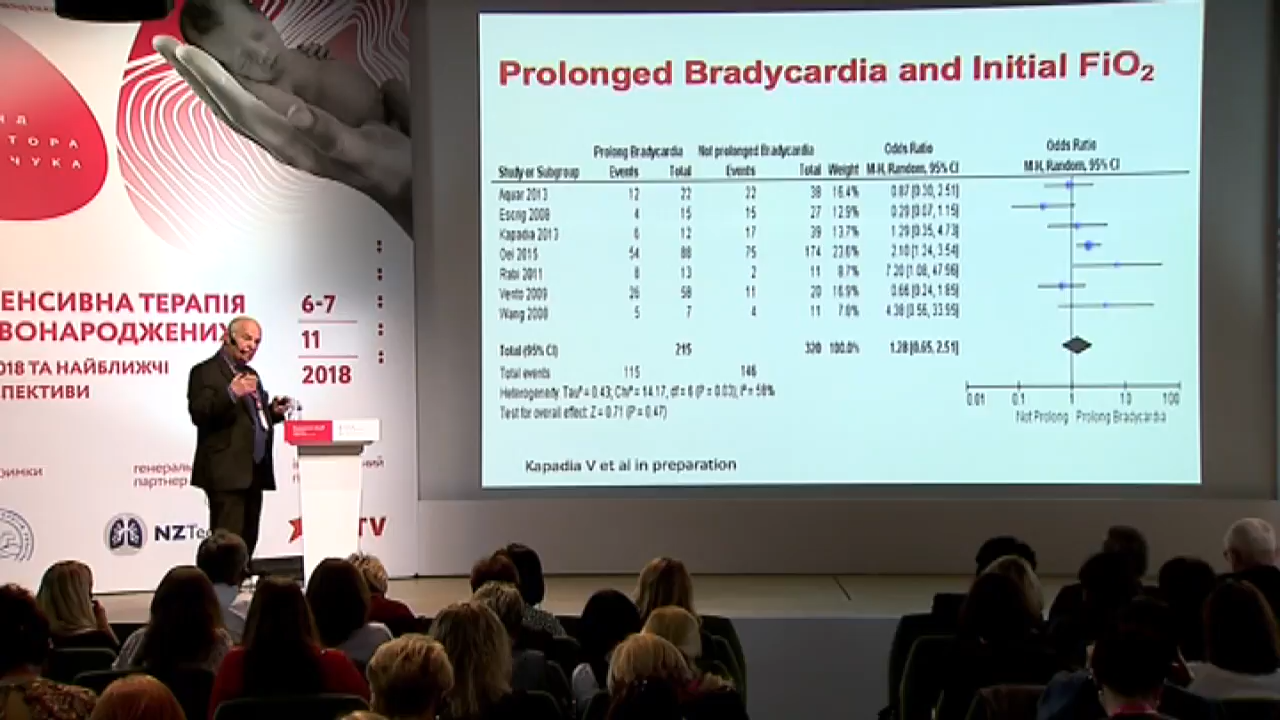 НД
ТОРА
ЧУКА
ЕНСИВНА ТЕРАПІЯ
ВОНАРОДЖЕНИХ
018 ТА НАЙБЛИЖЧІ
ПЕКТИВИ
6-7
11
2018
римки
генераль
партнер
ний
NZTe
TV
Prolonged Bradycardia and Initial FiO₂
Prolong Bradycardia Not prolonged Bradycardia Odds Ratio Odds Ratio
Study or Subgroup Events Total Events Total Weight M-H, Random, 95% CI M-H, Random, 95% CI
Aguar 2013 12 22 22 38 16.4% 0.87 [0.30, 2.51]
Escrig 2008 4 15 15 27 12.9% 0.29 [0.07, 1.15]
Kapadia 2013 6 12 17 39 13.7% 1.29 [0.35, 4.73]
Oei 2015 54 88 75 174 23.6% 2.10 [1.24, 3.54]
Rabi 2011 8 13 2 11 8.7% 7.20 [1.08, 47.96]
Vento 2009 26 58 11 20 16.9% 0.66 [0.24, 1.85]
Wang 2008 5 7 4 11 7.8% 4.38 [0.56, 33.95]
Total (95% CI) 215 320 100.0% 1.28 [0.65, 2.51]
Total events 115 146
Heterogeneity: Tau² = 0.43; Chi² = 14.17, df = 6 (P = 0.03); I² = 58%
Test for overall effect: Z = 0.71 (P = 0.47)
0.01 0.1 1 10 100
Not Prolong Prolong Bradycardia
Kapadia V et al in preparation